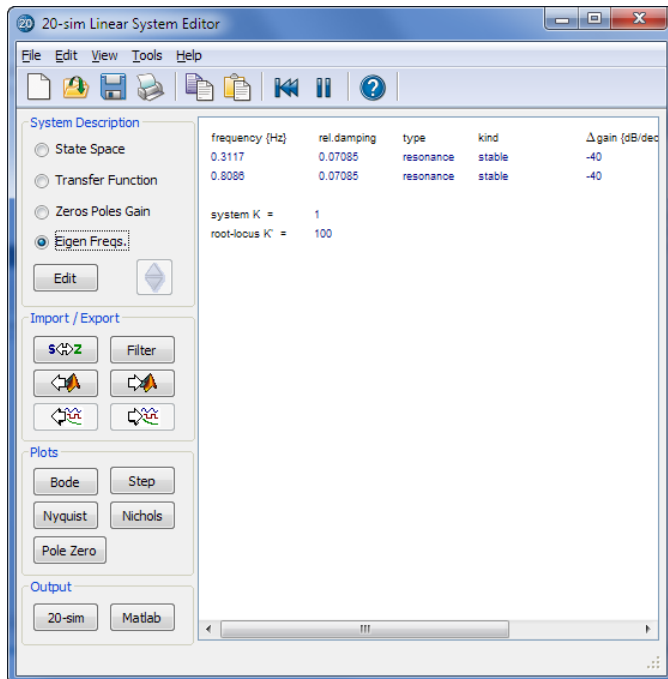 20-sim Linear System Editor
File Edit View Tools Help
System Description
State Space
Transfer Function
Zeros Poles Gain
Eigen Freqs.
Edit
Import / Export
S Z Filter
Plots
Bode Step
Nyquist Nichols
Pole Zero
Output
20-sim Matlab
frequency {Hz} rel.damping type kind Δ gain {dB/dec
0.3117 0.07085 resonance stable -40
0.8086 0.07085 resonance stable -40
system K = 1
root-locus K' = 100